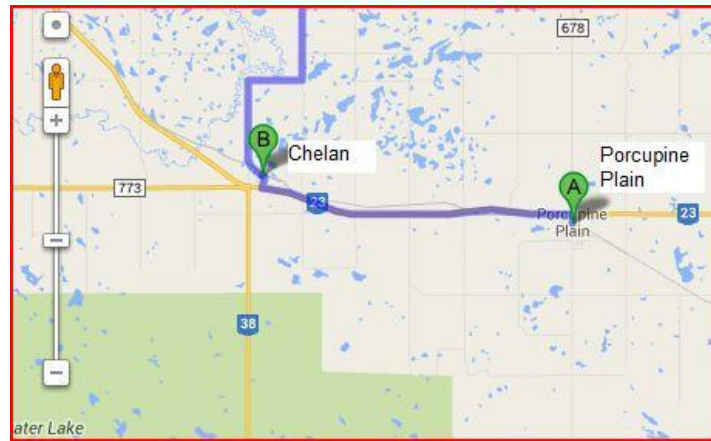 678
B
Chelan
Porcupine
Plain
A
773
23
Porcupine
Plain
23
38
ater Lake